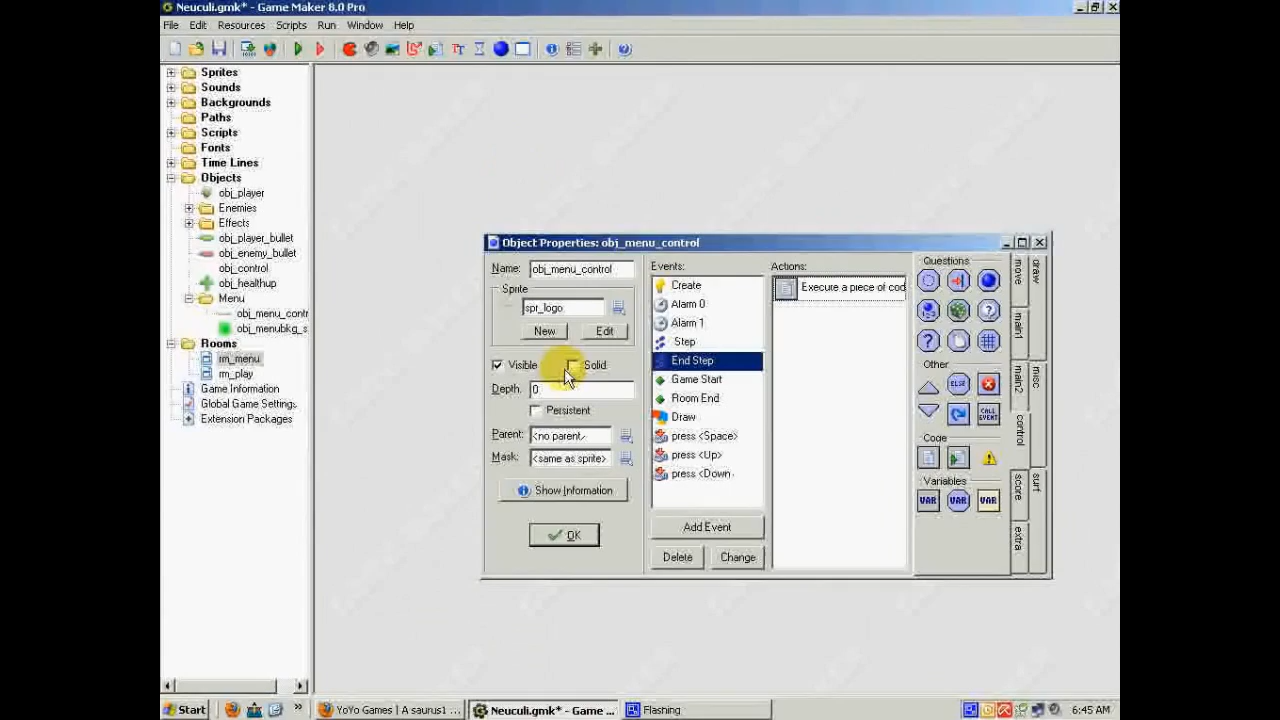 Neuculi.gmk* - Game Maker 8.0 Pro
File Edit Resources Scripts Run Window Help
Sprites
Sounds
Backgrounds
Paths
Scripts
Fonts
Time Lines
Objects
obj_player
Enemies
Effects
obj_player_bullet
obj_enemy_bullet
obj_control
obj_healthup
Menu
obj_menu_contr
obj_menubkg_s
Rooms
rm_menu
rm_play
Game Information
Global Game Settings
Extension Packages
Object Properties: obj_menu_control
Name: obj_menu_control
Sprite
spr_logo
New Edit
Visible Solid
Depth: 0
Persistent
Parent: <no parent>
Mask: <same as sprite>
Show Information
OK
Events:
Create
Alarm 0
Alarm 1
Step
End Step
Game Start
Room End
Draw
press <Space>
press <Up>
press <Down
Add Event
Delete Change
Actions:
Execute a piece of cod
Questions
Other
ELSE
CALL EVENT
Code
Variables
VAR VAR VAR
move
main1
main2
control
score
extra
draw
misc
surf
Start
YoYo Games | A saurus1 ...
Neuculi.gmk* - Game ...
Flashing
6:45 AM